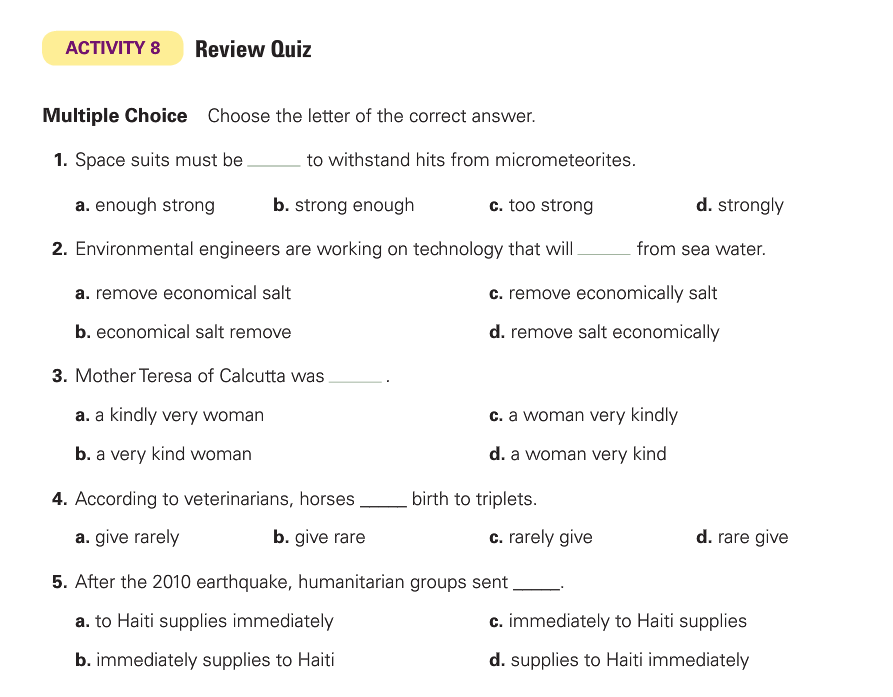 ACTIVITY 8 Review Quiz
Multiple Choice Choose the letter of the correct answer.
1. Space suits must be _____ to withstand hits from micrometeorites.
a. enough strong b. strong enough c. too strong d. strongly
2. Environmental engineers are working on technology that will _____ from sea water.
a. remove economical salt c. remove economically salt
b. economical salt remove d. remove salt economically
3. Mother Teresa of Calcutta was _____ .
a. a kindly very woman c. a woman very kindly
b. a very kind woman d. a woman very kind
4. According to veterinarians, horses _____ birth to triplets.
a. give rarely b. give rare c. rarely give d. rare give
5. After the 2010 earthquake, humanitarian groups sent _____.
a. to Haiti supplies immediately c. immediately to Haiti supplies
b. immediately supplies to Haiti d. supplies to Haiti immediately